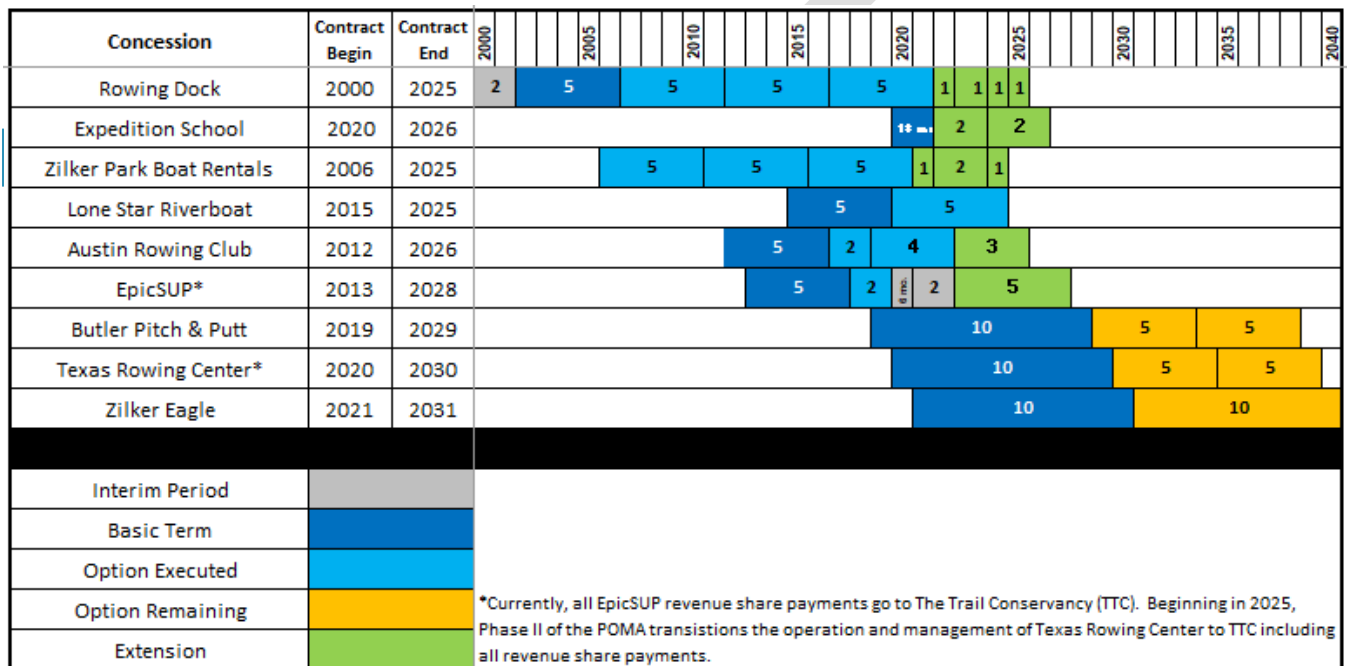 Concession Contract Begin Contract End 2000 2005 2010 2015 2020 2025 2030 2035 2040
Rowing Dock 2000 2025 2 5 5 5 5 1 1 1 1
Expedition School 2020 2026 2 2
Zilker Park Boat Rentals 2006 2025 5 5 5 1 2 1
Lone Star Riverboat 2015 2025 5 5
Austin Rowing Club 2012 2026 5 2 4 3
EpicSUP* 2013 2028 5 2 6 mo. 2 5
Butler Pitch & Putt 2019 2029 10 5 5
Texas Rowing Center* 2020 2030 10 5 5
Zilker Eagle 2021 2031 10 10
Interim Period
Basic Term
Option Executed
Option Remaining
Extension
*Currently, all EpicSUP revenue share payments go to The Trail Conservancy (TTC). Beginning in 2025,
Phase II of the POMA transistions the operation and management of Texas Rowing Center to TTC including
all revenue share payments.